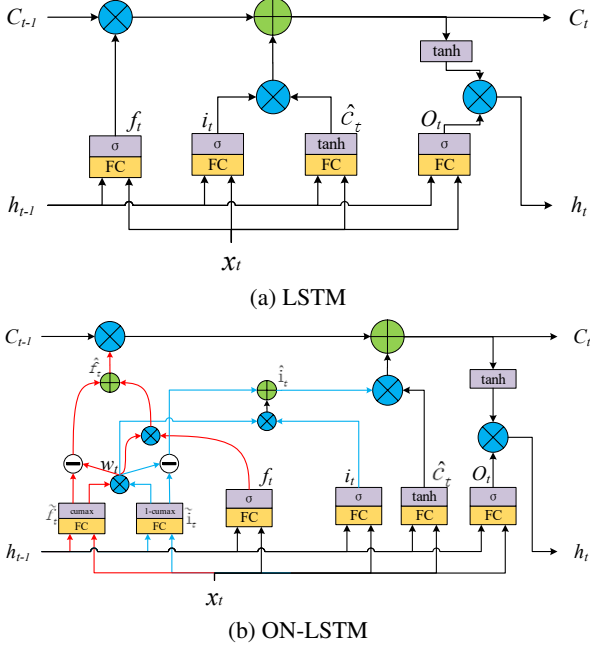 C_{t-1} C_t
tanh
f_t i_t Ĉ_t O_t
σ σ tanh σ
FC FC FC FC
h_{t-1} h_t
x_t
(a) LSTM
C_{t-1} C_t
f̂_t î_t
tanh
w_t f_t i_t Ĉ_t O_t
f̃_t cumax 1-cumax ĩ_t σ σ tanh σ
FC FC FC FC FC FC
h_{t-1} h_t
x_t
(b) ON-LSTM